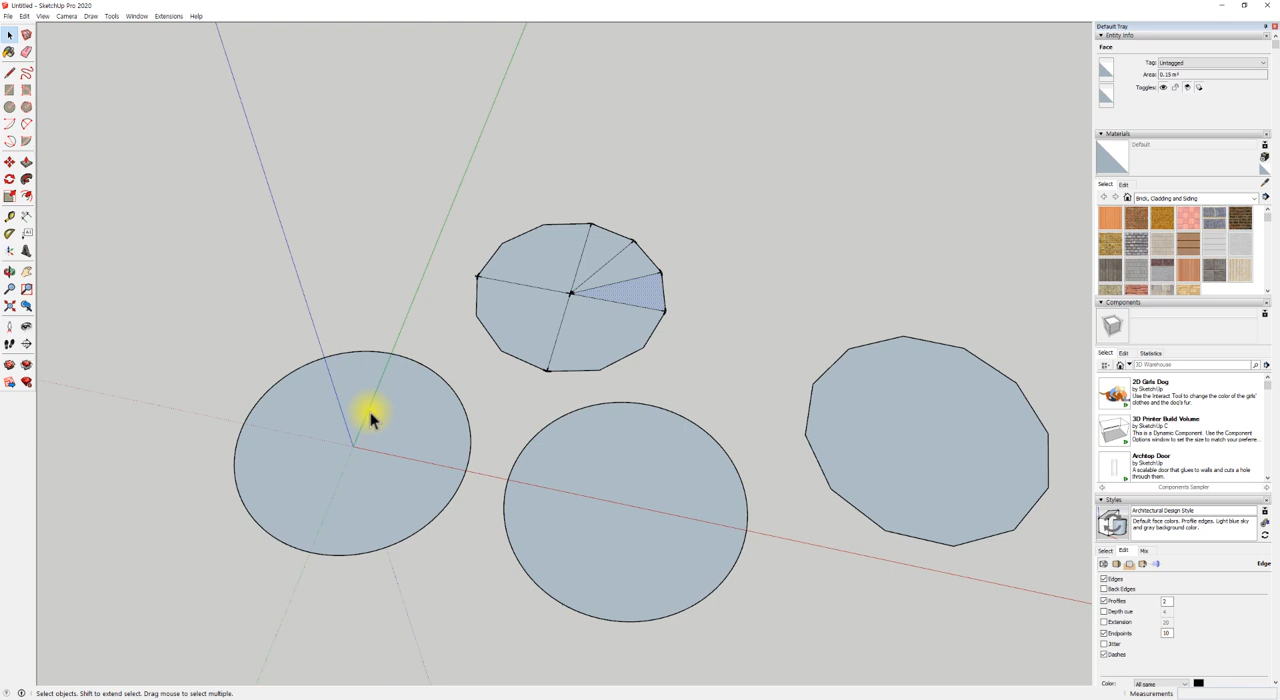 Untitled - SketchUp Pro 2020
File Edit View Camera Draw Tools Window Extensions Help
Default Tray
Entity Info
Face
Tag: Untagged
Area: 0.15 m²
Toggles:
Materials
Default
Select Edit
Brick, Cladding and Siding
Components
Select Edit Statistics
3D Warehouse
2D Girls Dog
by SketchUp
Use the Interact Tool to change the color of the girls'
clothes and the dog's fur.
3D Printer Build Volume
by SketchUp C
This is a Dynamic Component. Use the Component
Options window to set the size to match your preferre...
Archtop Door
by SketchUp
A scalable door that glues to walls and cuts a hole
through them.
Components Sampler
Styles
Architectural Design Style
Default face colors. Profile edges. Light blue sky
and gray background color.
Select Edit Mix
Edge
Edges
Back Edges
Profiles 2
Depth cue 4
Extension 20
Endpoints 10
Jitter
Dashes
Color: All same
Select objects. Shift to extend select. Drag mouse to select multiple.
Measurements